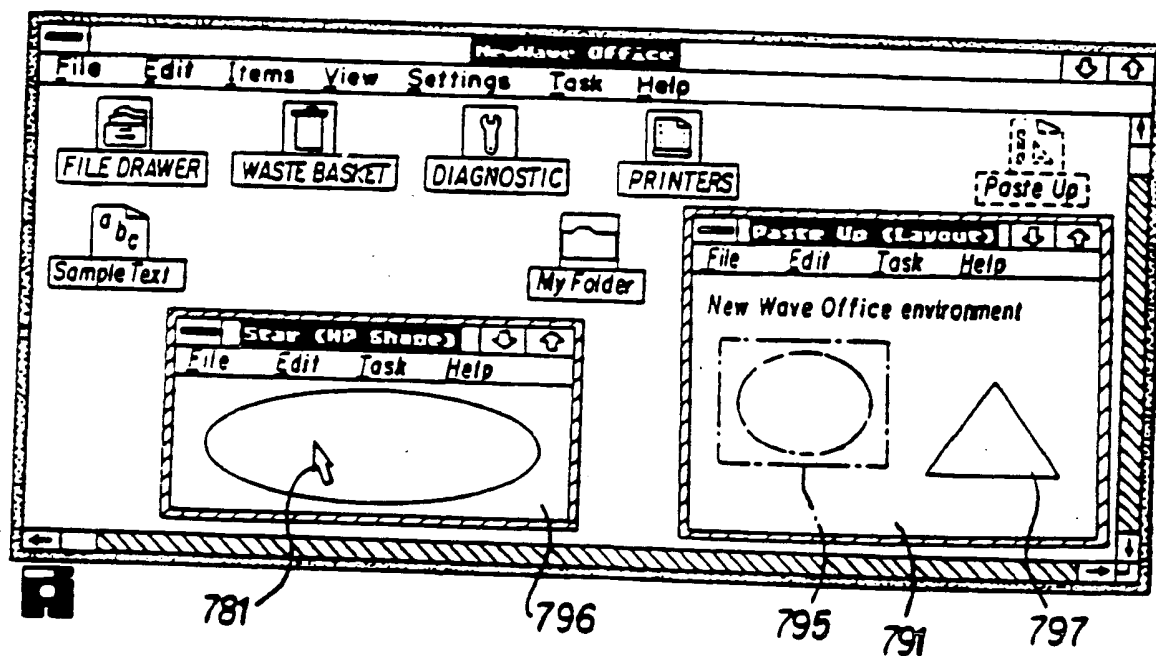 NewWave Office
File Edit Items View Settings Task Help
FILE DRAWER WASTE BASKET DIAGNOSTIC PRINTERS Paste Up
abc
Sample Text My Folder
Paste Up (Layout)
File Edit Task Help
New Wave Office environment
Star (HP Shape)
File Edit Task Help
781 796 795 791 797